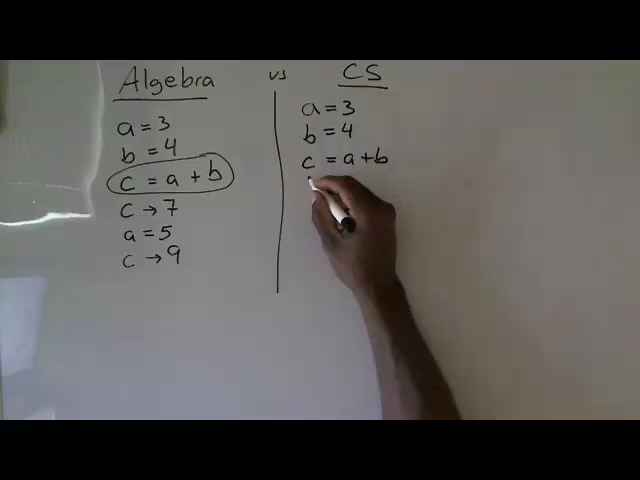 Algebra vs CS
a = 3
b = 4
c = a + b
c → 7
a = 5
c → 9
a = 3
b = 4
c = a + b